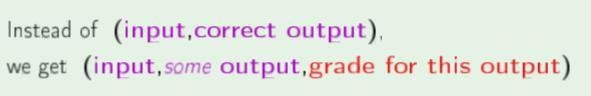 Instead of (input,correct output),
we get (input,some output,grade for this output)